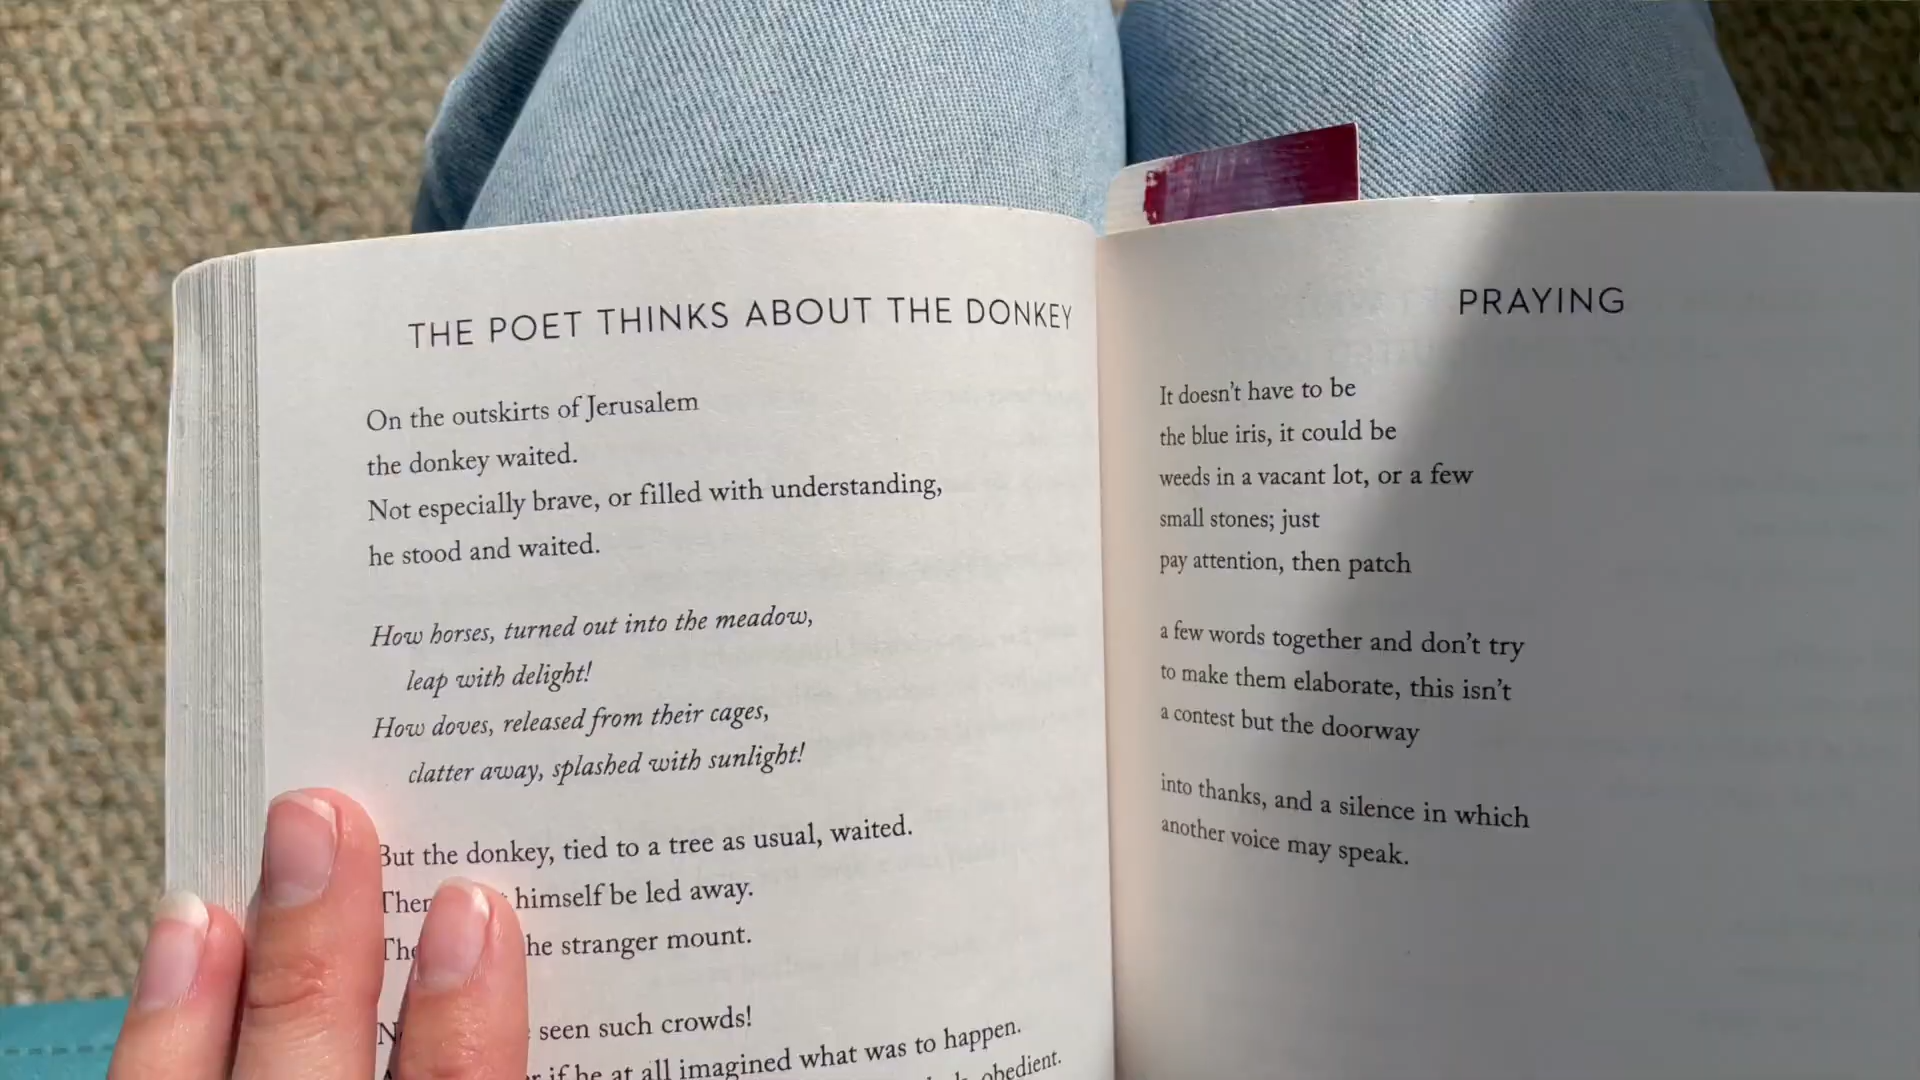 THE POET THINKS ABOUT THE DONKEY
On the outskirts of Jerusalem
the donkey waited.
Not especially brave, or filled with understanding,
he stood and waited.
How horses, turned out into the meadow,
leap with delight!
How doves, released from their cages,
clatter away, splashed with sunlight!
But the donkey, tied to a tree as usual, waited.
Then himself be led away.
the stranger mount.
seen such crowds!
if he at all imagined what was to happen.
obedient.
PRAYING
It doesn't have to be
the blue iris, it could be
weeds in a vacant lot, or a few
small stones; just
pay attention, then patch
a few words together and don't try
to make them elaborate, this isn't
a contest but the doorway
into thanks, and a silence in which
another voice may speak.